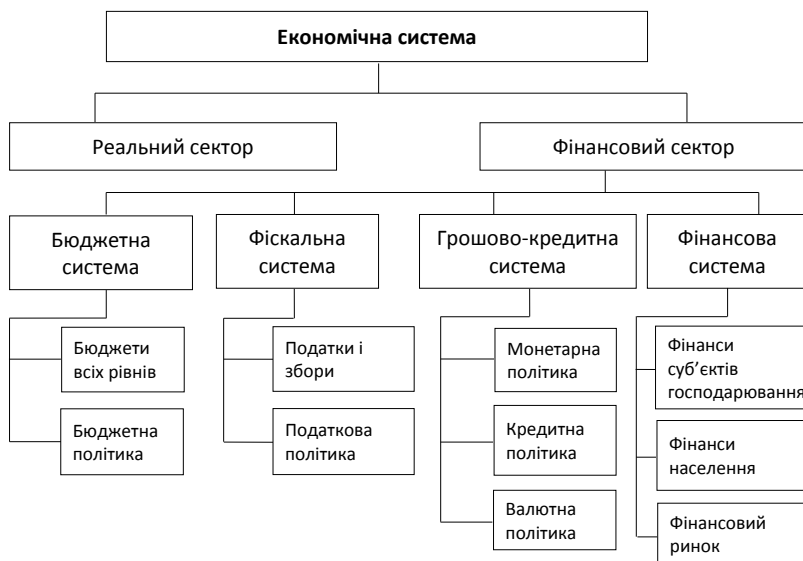 Економічна система
Реальний сектор
Фінансовий сектор
Бюджетна
система
Фіскальна
система
Грошово-кредитна
система
Фінансова
система
Бюджети
всіх рівнів
Бюджетна
політика
Податки і
збори
Податкова
політика
Монетарна
політика
Кредитна
політика
Валютна
політика
Фінанси
суб’єктів
господарювання
Фінанси
населення
Фінансовий
ринок